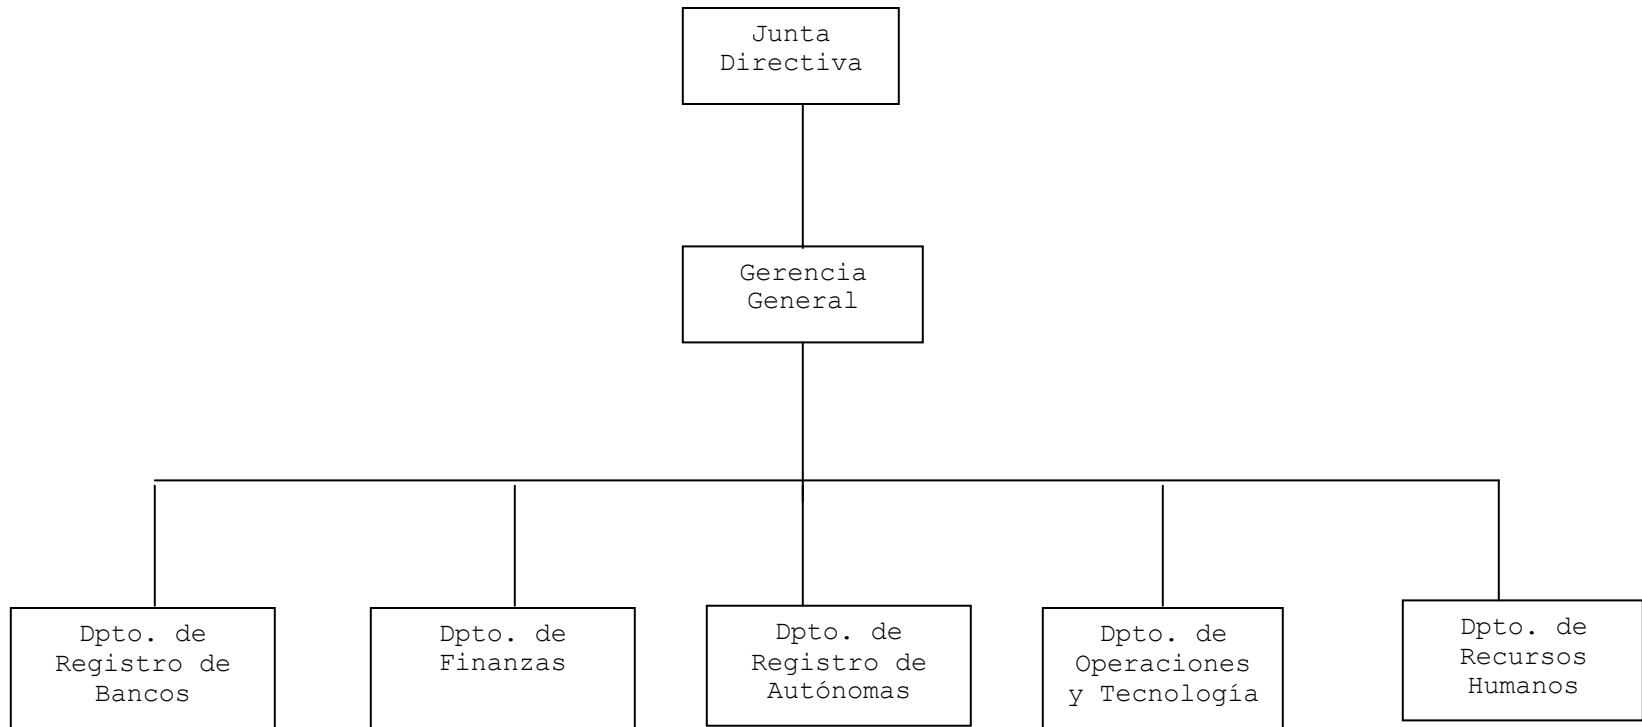 Junta
Directiva
Gerencia
General
Dpto. de
Registro de
Bancos
Dpto. de
Finanzas
Dpto. de
Registro de
Autónomas
Dpto. de
Operaciones
y Tecnología
Dpto. de
Recursos
Humanos